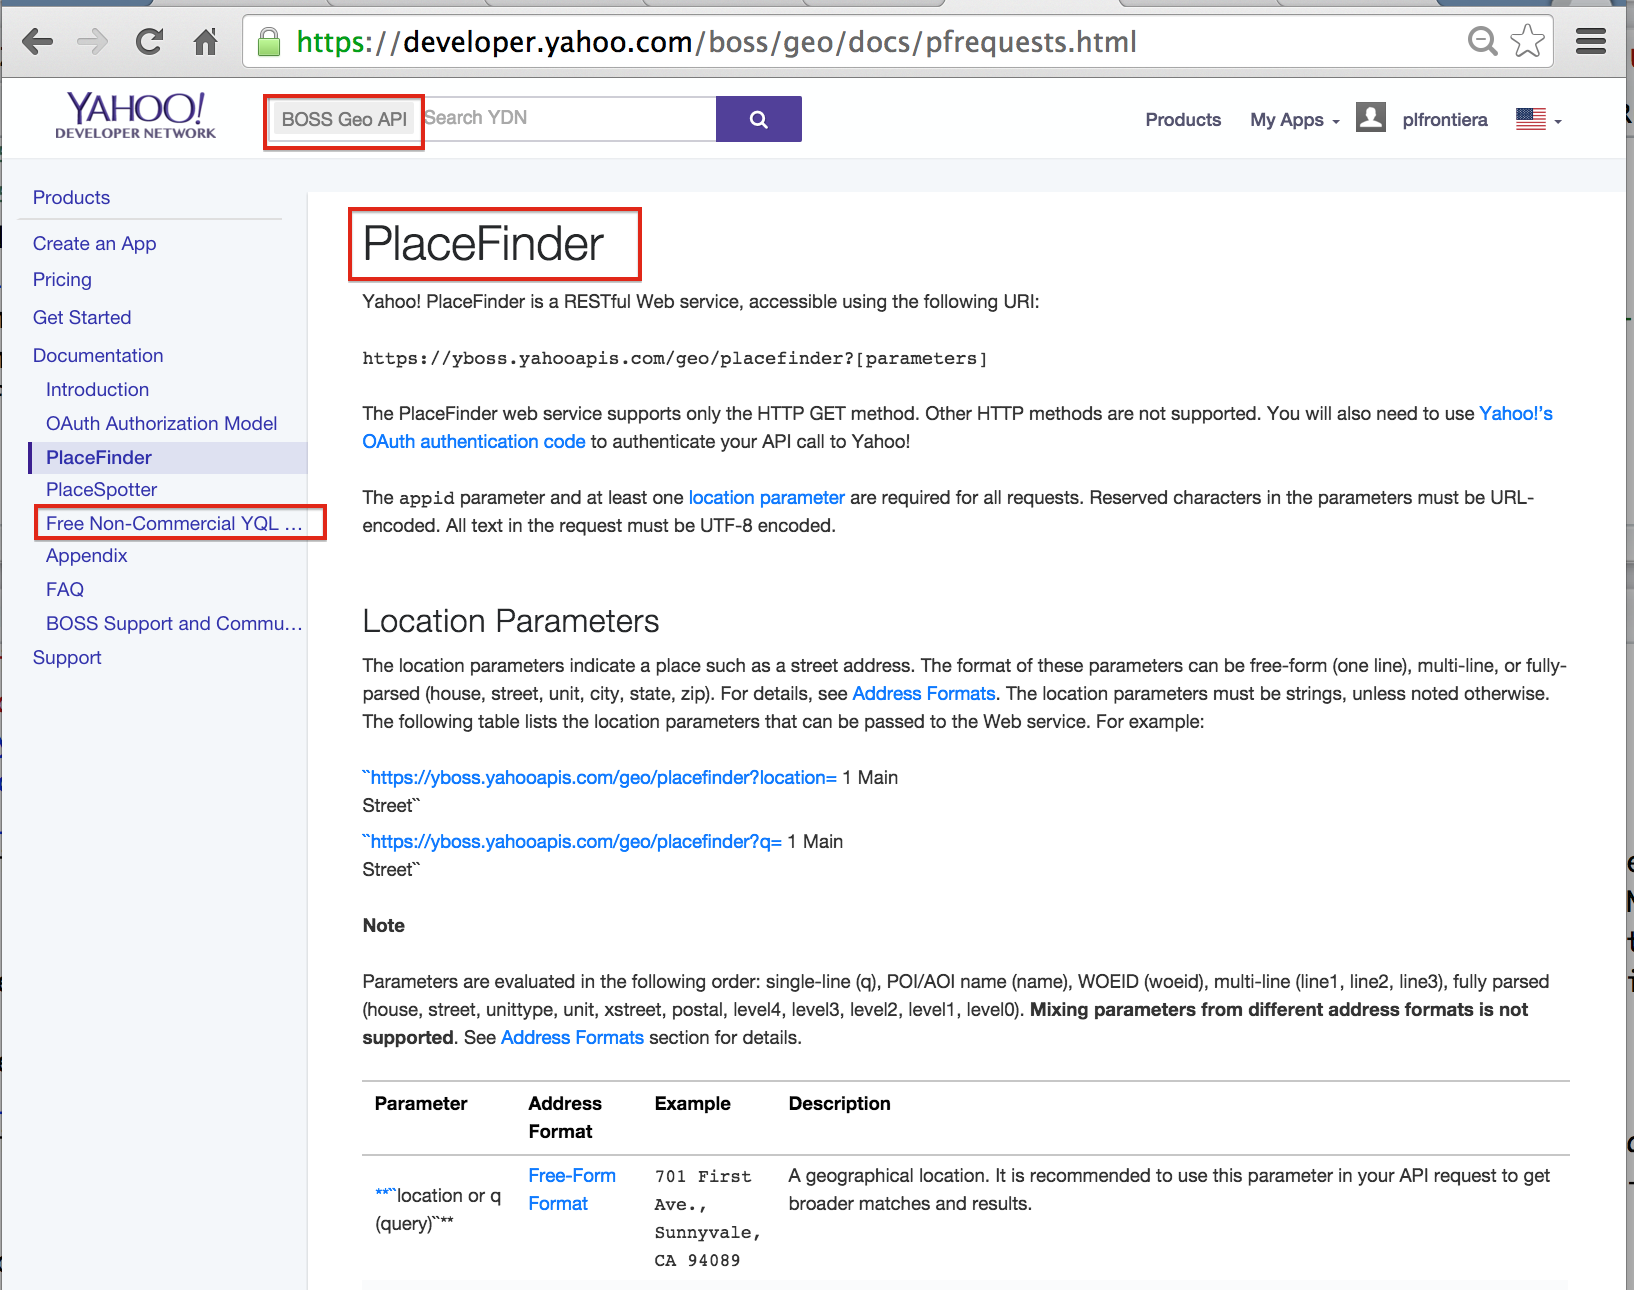 https://developer.yahoo.com/boss/geo/docs/pfrequests.html
YAHOO!
DEVELOPER NETWORK
BOSS Geo API
Search YDN
Products
My Apps
plfrontiera
Products
Create an App
Pricing
Get Started
Documentation
Introduction
OAuth Authorization Model
PlaceFinder
PlaceSpotter
Free Non-Commercial YQL ...
Appendix
FAQ
BOSS Support and Commu...
Support
PlaceFinder
Yahoo! PlaceFinder is a RESTful Web service, accessible using the following URI:
https://yboss.yahooapis.com/geo/placefinder?[parameters]
The PlaceFinder web service supports only the HTTP GET method. Other HTTP methods are not supported. You will also need to use Yahoo!'s
OAuth authentication code to authenticate your API call to Yahoo!
The appid parameter and at least one location parameter are required for all requests. Reserved characters in the parameters must be URL-
encoded. All text in the request must be UTF-8 encoded.
Location Parameters
The location parameters indicate a place such as a street address. The format of these parameters can be free-form (one line), multi-line, or fully-
parsed (house, street, unit, city, state, zip). For details, see Address Formats. The location parameters must be strings, unless noted otherwise.
The following table lists the location parameters that can be passed to the Web service. For example:
``https://yboss.yahooapis.com/geo/placefinder?location= 1 Main
Street``
``https://yboss.yahooapis.com/geo/placefinder?q= 1 Main
Street``
Note
Parameters are evaluated in the following order: single-line (q), POI/AOI name (name), WOEID (woeid), multi-line (line1, line2, line3), fully parsed
(house, street, unittype, unit, xstreet, postal, level4, level3, level2, level1, level0). Mixing parameters from different address formats is not
supported. See Address Formats section for details.
Parameter
Address
Format
Example
Description
**``location or q
(query)``**
Free-Form
Format
701 First
Ave.,
Sunnyvale,
CA 94089
A geographical location. It is recommended to use this parameter in your API request to get
broader matches and results.